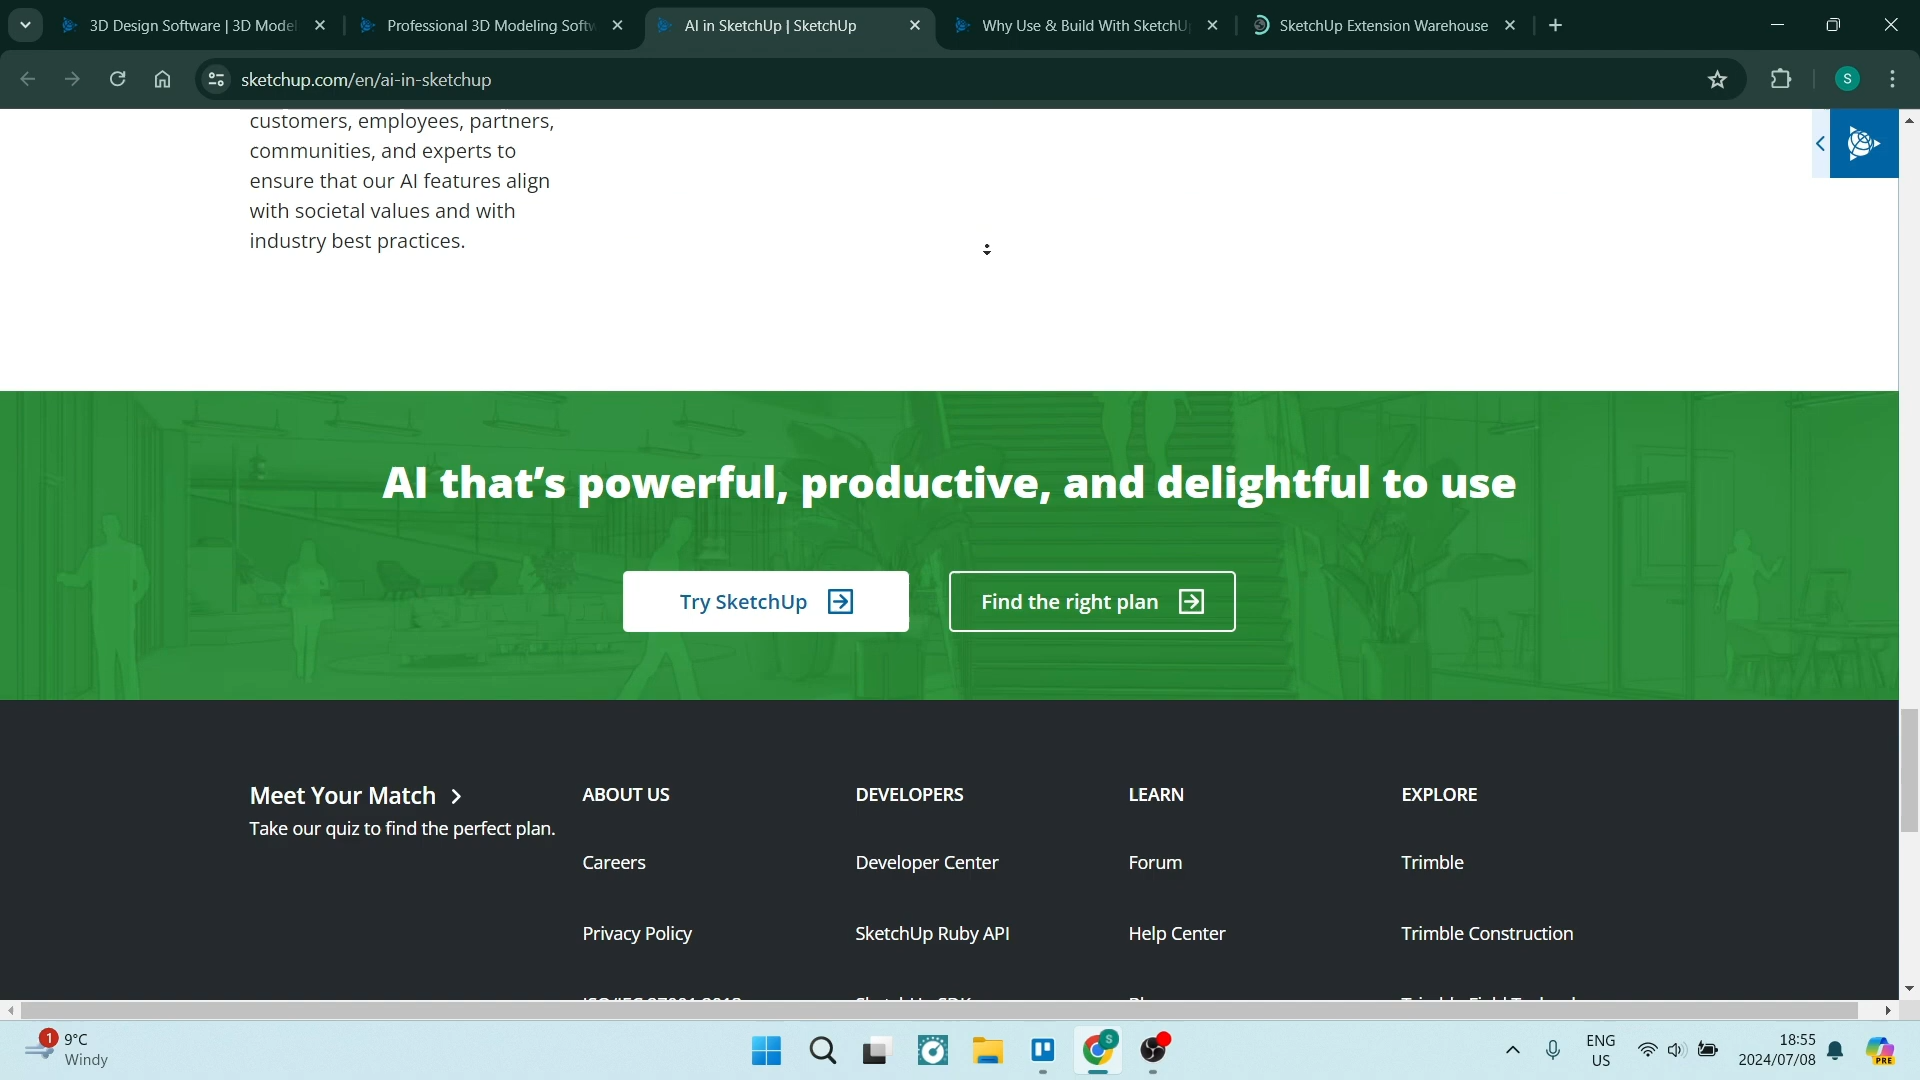 3D Design Software | 3D Model
Professional 3D Modeling Softw
AI in SketchUp | SketchUp
Why Use & Build With SketchU
SketchUp Extension Warehouse
sketchup.com/en/ai-in-sketchup
S
customers, employees, partners,
communities, and experts to
ensure that our AI features align
with societal values and with
industry best practices.
AI that's powerful, productive, and delightful to use
Try SketchUp
Find the right plan
Meet Your Match
Take our quiz to find the perfect plan.
ABOUT US
Careers
Privacy Policy
DEVELOPERS
Developer Center
SketchUp Ruby API
LEARN
Forum
Help Center
EXPLORE
Trimble
Trimble Construction
1
9°C
Windy
S
ENG
US
18:55
2024/07/08
PRE